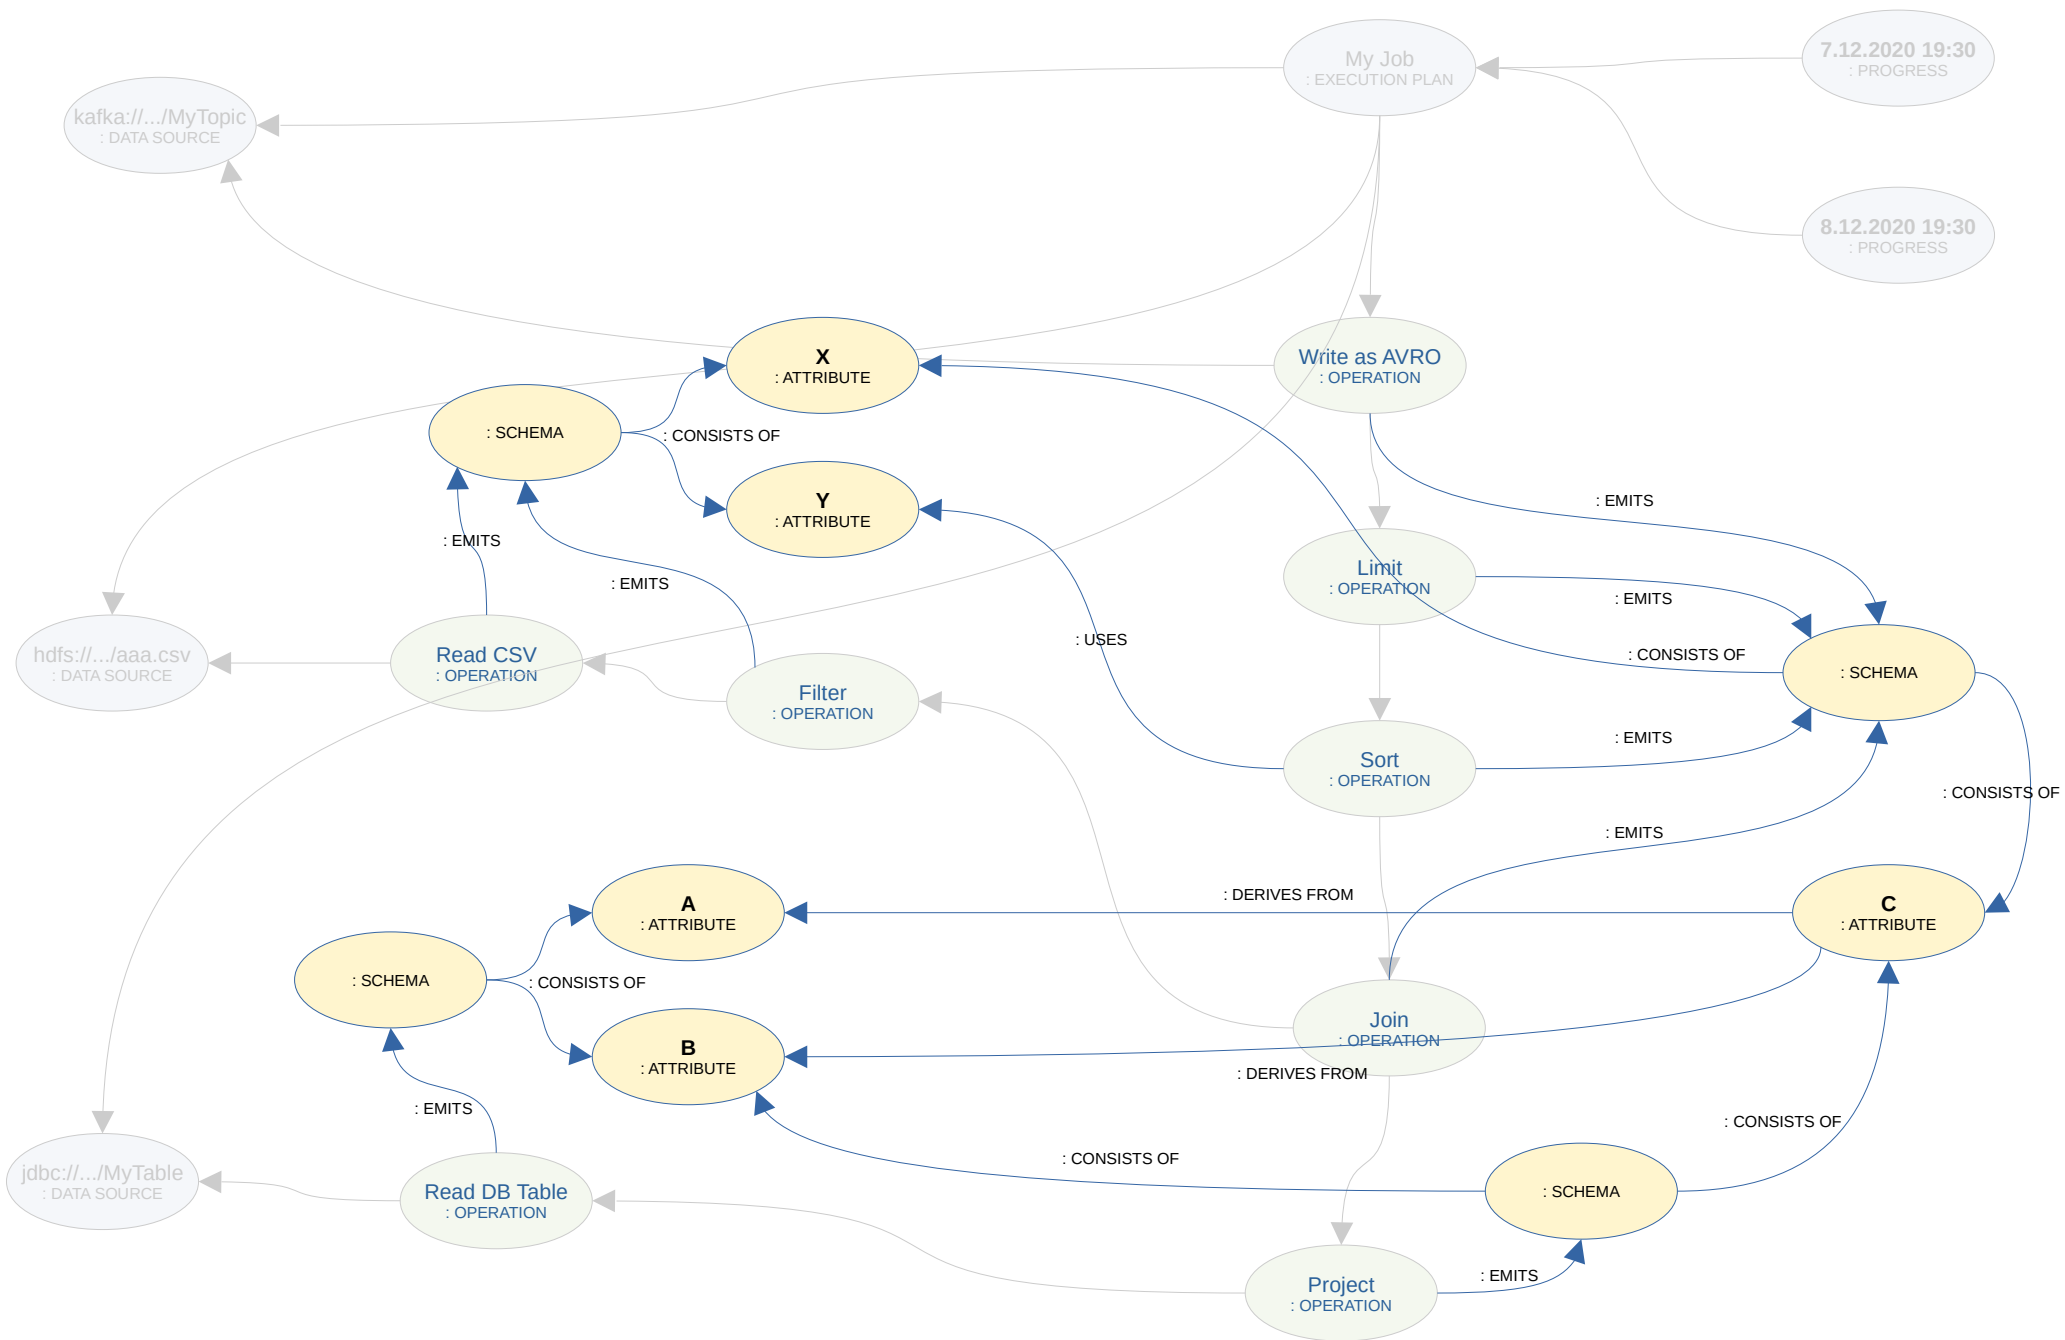 My Job
: EXECUTION PLAN
7.12.2020 19:30
: PROGRESS
kafka://.../MyTopic
: DATA SOURCE
8.12.2020 19:30
: PROGRESS
X
: ATTRIBUTE
Write as AVRO
: OPERATION
: SCHEMA
: CONSISTS OF
Y
: ATTRIBUTE
: EMITS
: EMITS
: EMITS
Limit
: OPERATION
: EMITS
: USES
: CONSISTS OF
hdfs://.../aaa.csv
: DATA SOURCE
Read CSV
: OPERATION
Filter
: OPERATION
: SCHEMA
Sort
: OPERATION
: EMITS
: CONSISTS OF
: EMITS
A
: ATTRIBUTE
: DERIVES FROM
C
: ATTRIBUTE
: SCHEMA
: CONSISTS OF
B
: ATTRIBUTE
Join
: OPERATION
: DERIVES FROM
: EMITS
: CONSISTS OF
: CONSISTS OF
jdbc://.../MyTable
: DATA SOURCE
Read DB Table
: OPERATION
: SCHEMA
Project
: OPERATION
: EMITS